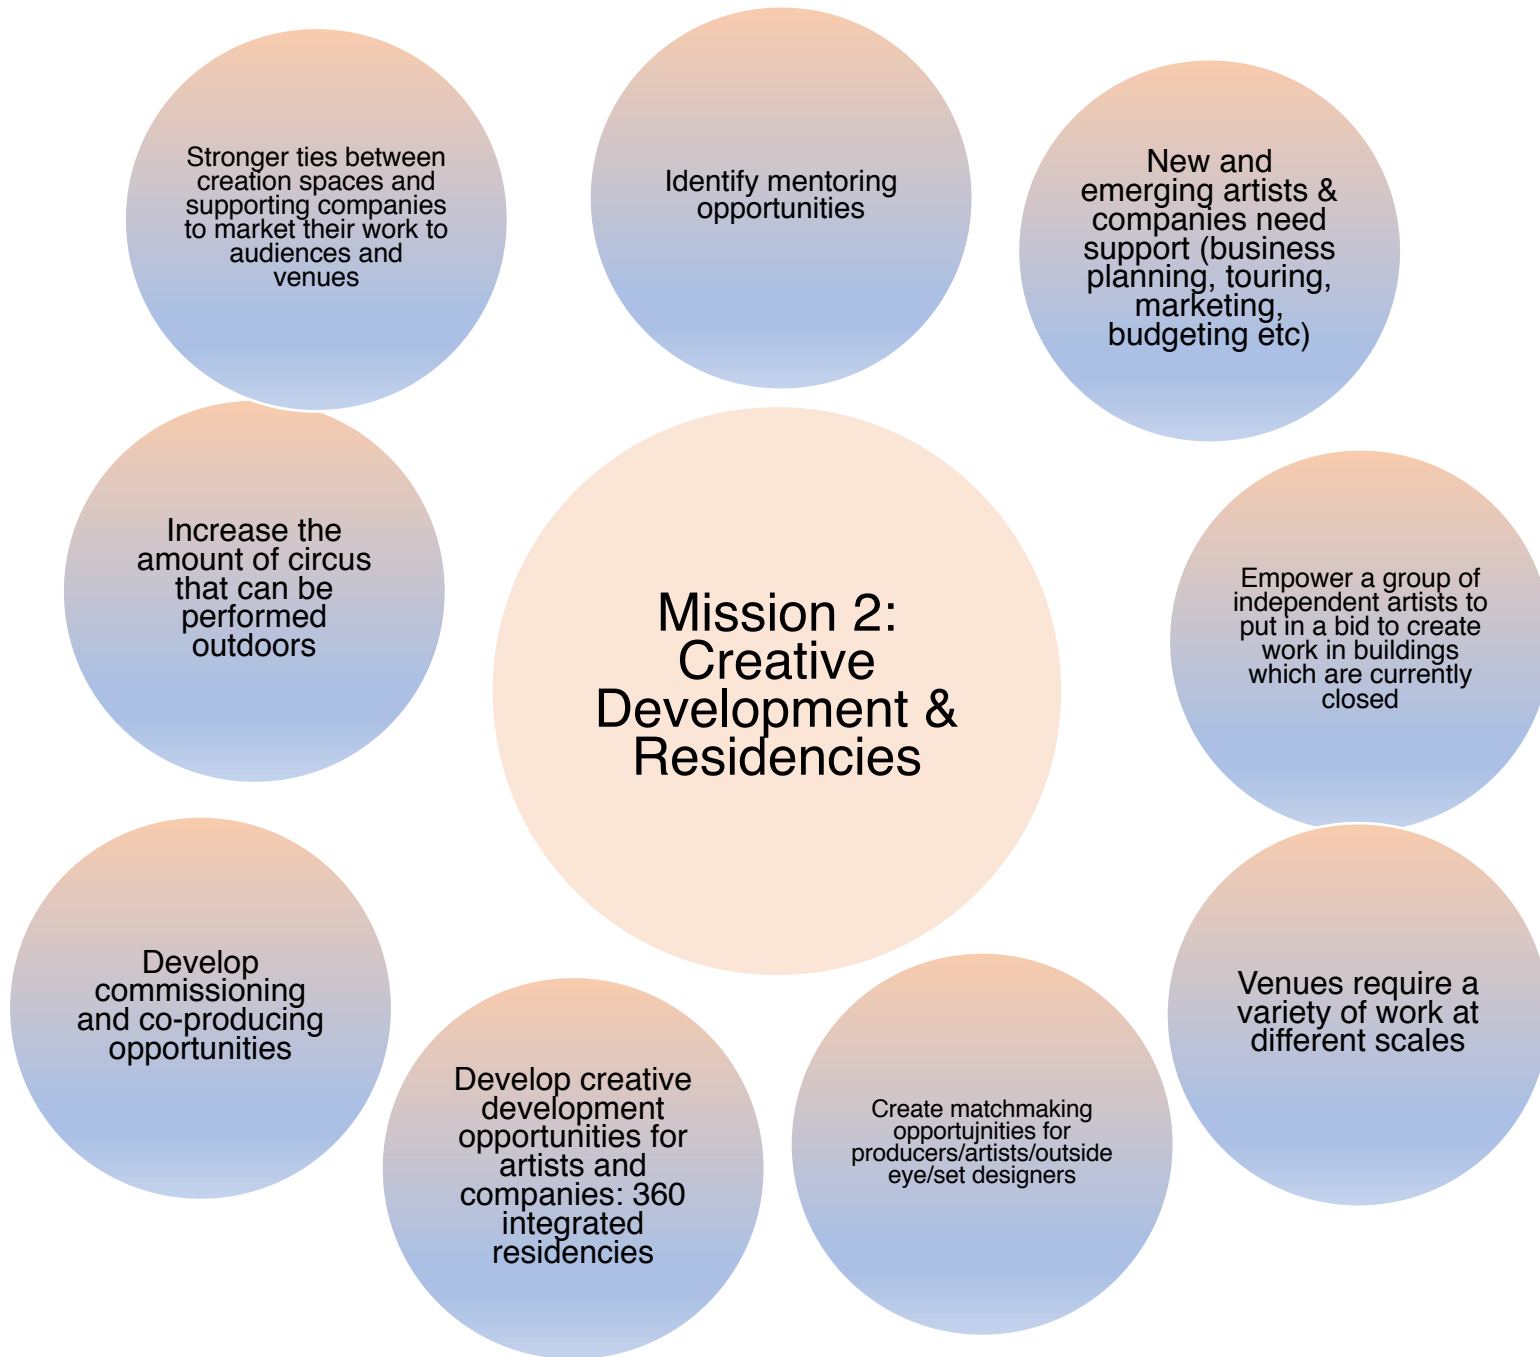 Stronger ties between
creation spaces and
supporting companies
to market their work to
audiences and
venues
Identify mentoring
opportunities
New and
emerging artists &
companies need
support (business
planning, touring,
marketing,
budgeting etc)
Increase the
amount of circus
that can be
performed
outdoors
Mission 2:
Creative
Development &
Residencies
Empower a group of
independent artists to
put in a bid to create
work in buildings
which are currently
closed
Develop
commissioning
and co-producing
opportunities
Develop creative
development
opportunities for
artists and
companies: 360
integrated
residencies
Create matchmaking
opportujnities for
producers/artists/outside
eye/set designers
Venues require a
variety of work at
different scales